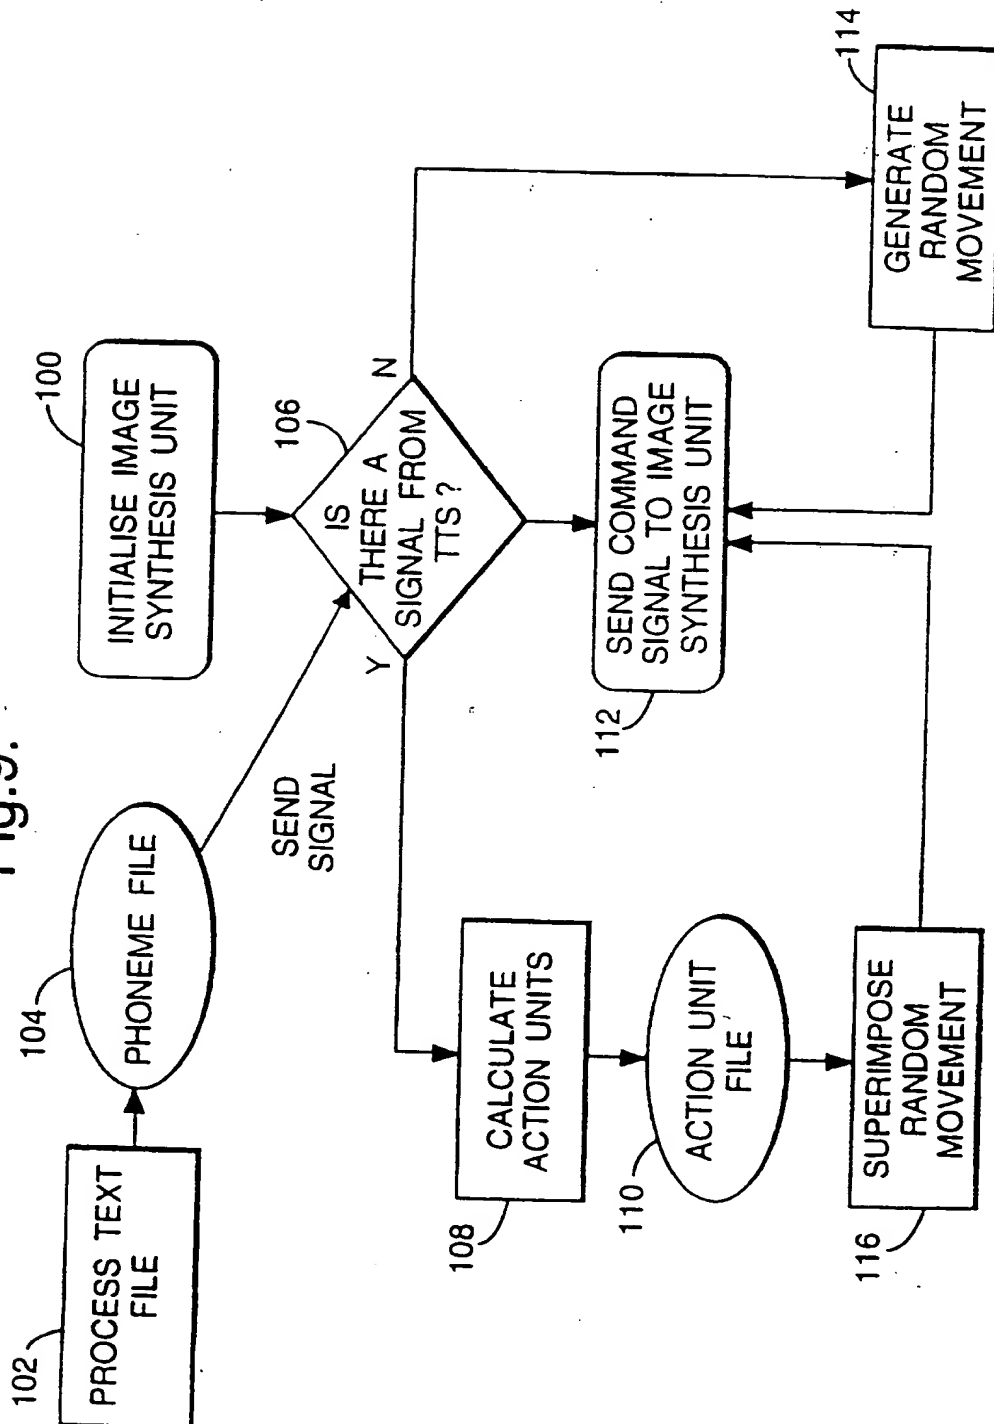 Fig.9.
102
PROCESS TEXT
FILE
104
PHONEME FILE
100
INITIALISE IMAGE
SYNTHESIS UNIT
SEND
SIGNAL
106
IS
THERE A
SIGNAL FROM
TTS ?
Y
N
108
CALCULATE
ACTION UNITS
110
ACTION UNIT
FILE
112
SEND COMMAND
SIGNAL TO IMAGE
SYNTHESIS UNIT
116
SUPERIMPOSE
RANDOM
MOVEMENT
114
GENERATE
RANDOM
MOVEMENT